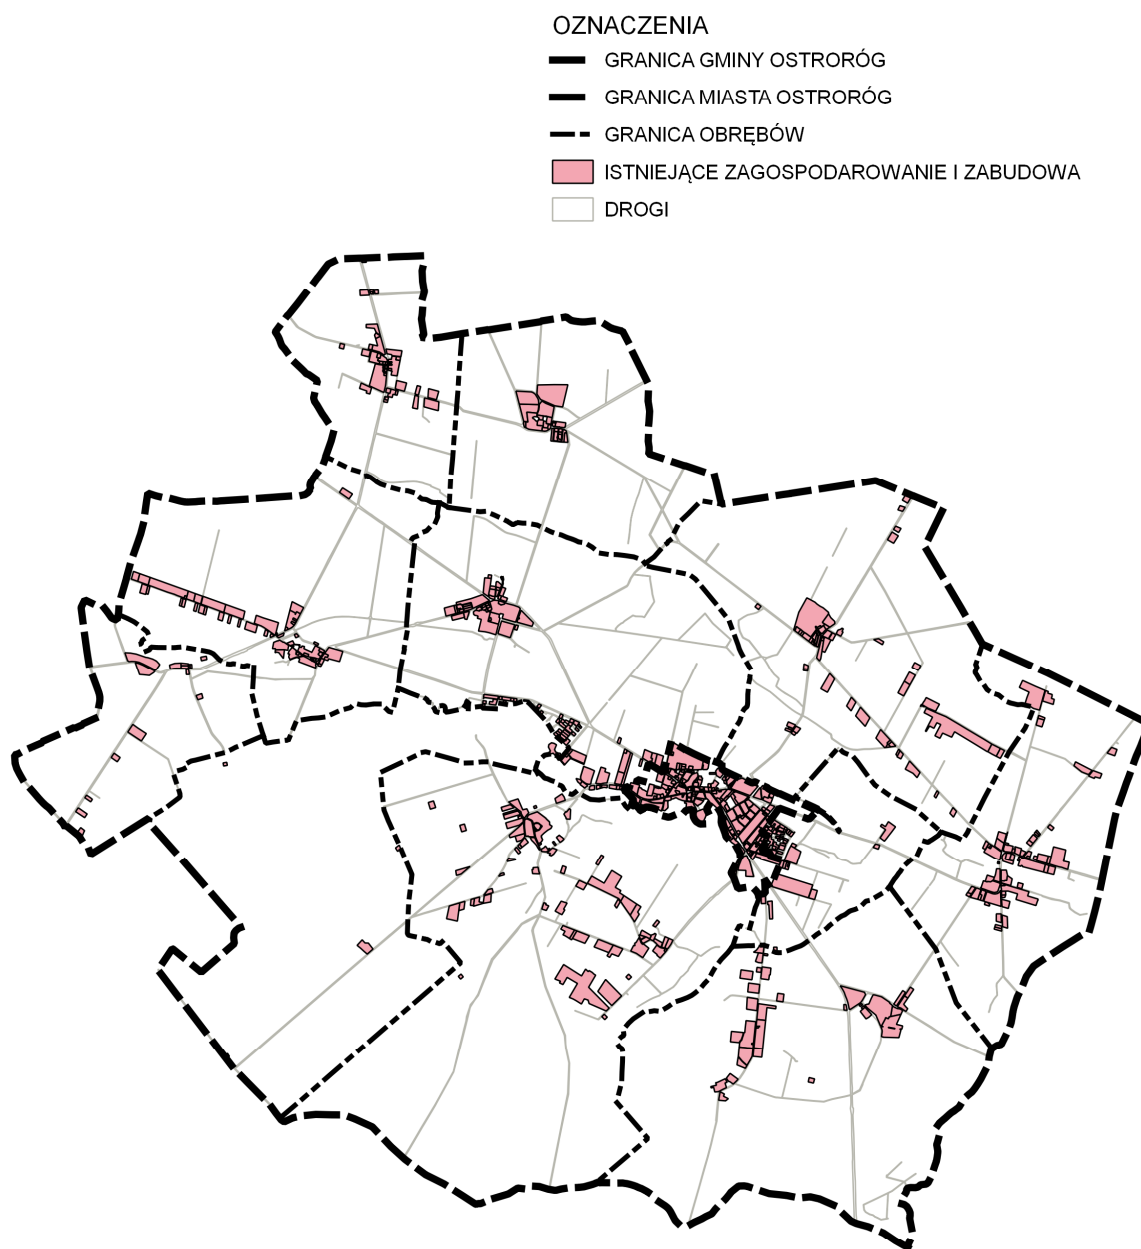 OZNACZENIA
GRANICA GMINY OSTRORÓG
GRANICA MIASTA OSTRORÓG
GRANICA OBRĘBÓW
ISTNIEJĄCE ZAGOSPODAROWANIE I ZABUDOWA
DROGI